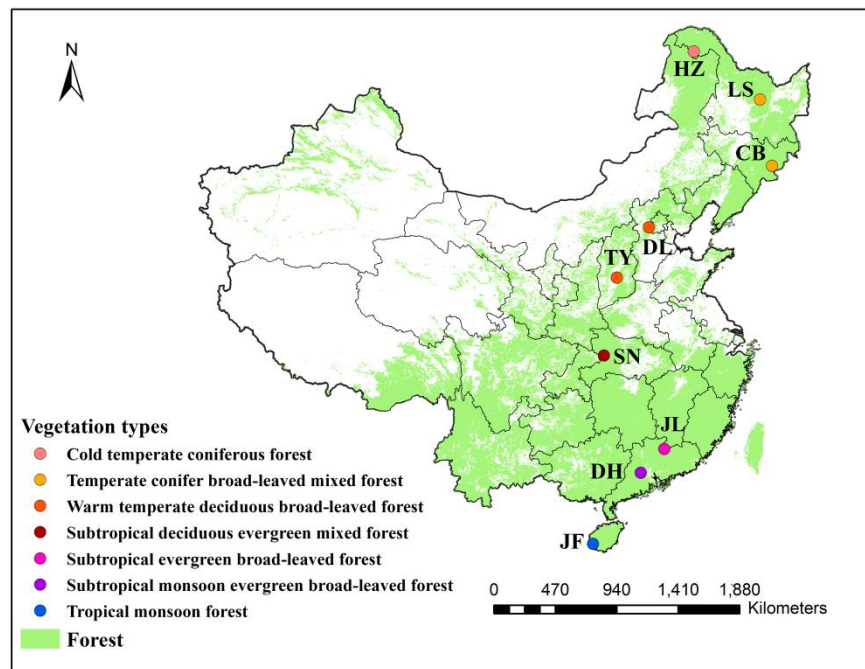 N
HZ
LS
CB
DL
TY
SN
JL
DH
JF
Vegetation types
Cold temperate coniferous forest
Temperate conifer broad-leaved mixed forest
Warm temperate deciduous broad-leaved forest
Subtropical deciduous evergreen mixed forest
Subtropical evergreen broad-leaved forest
Subtropical monsoon evergreen broad-leaved forest
Tropical monsoon forest
Forest
0 470 940 1,410 1,880
Kilometers